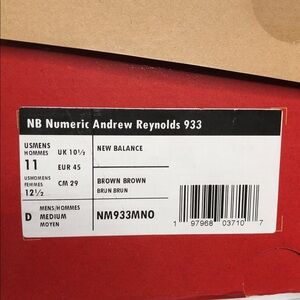 NB Numeric Andrew Reynolds 933
USMENS
HOMMES
11
UK 10½
EUR 45
NEW BALANCE
USWOMENS
FEMMES
12½
CM 29
BROWN BROWN
BRUN BRUN
D
MENS/HOMMES
MEDIUM
MOYEN
NM933MNO
1 97968 03710 7